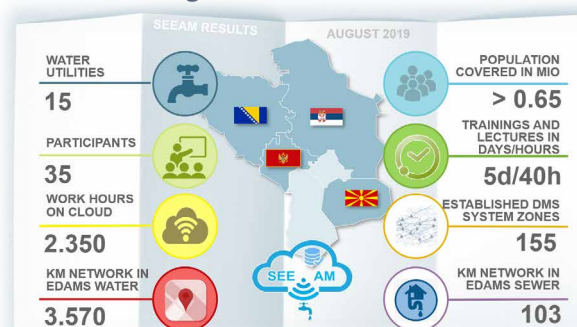 SEEAM RESULTS
AUGUST 2019
WATER
UTILITIES
15
PARTICIPANTS
35
WORK HOURS
ON CLOUD
2.350
KM NETWORK IN
EDAMS WATER
3.570
POPULATION
COVERED IN MIO
> 0.65
TRAININGS AND
LECTURES IN
DAYS/HOURS
5d/40h
ESTABLISHED DMS
SYSTEM ZONES
155
KM NETWORK IN
EDAMS SEWER
103
SEE AM